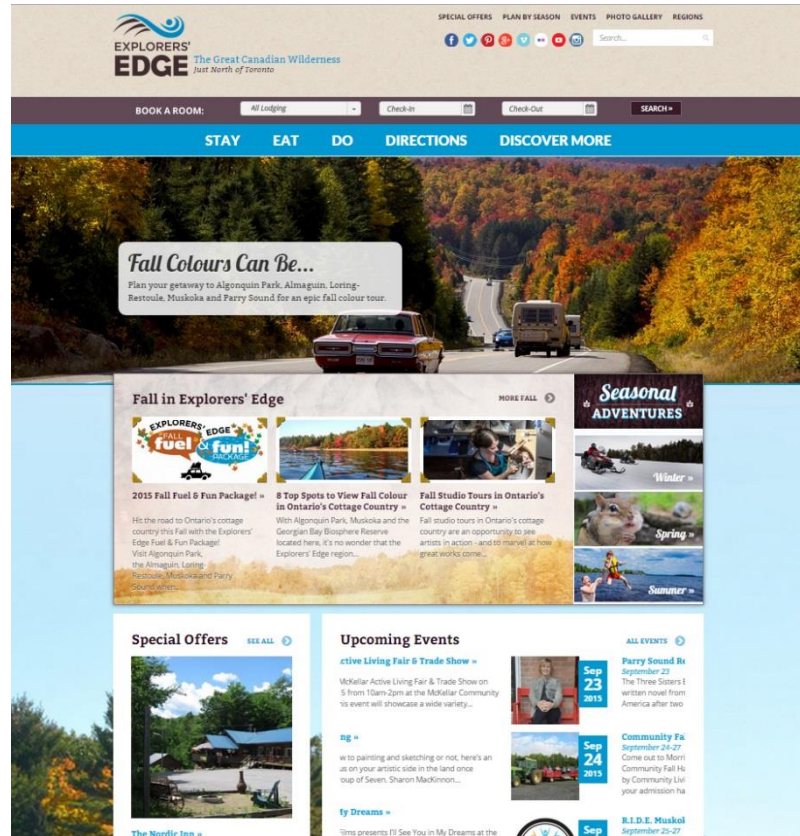 SPECIAL OFFERS PLAN BY SEASON EVENTS PHOTO GALLERY REGIONS
Search...
EXPLORERS'
EDGE
The Great Canadian Wilderness
Just North of Toronto
BOOK A ROOM:
All Lodging
Check-In
Check-Out
SEARCH »
STAY EAT DO DIRECTIONS DISCOVER MORE
Fall Colours Can Be...
Plan your getaway to Algonquin Park, Almaguin, Loring-
Restoule, Muskoka and Parry Sound for an epic fall colour tour.
Fall in Explorers' Edge
MORE FALL
EXPLORERS' EDGE
FALL
fuel & fun!
PACKAGE
2015 Fall Fuel & Fun Package! »
Hit the road to Ontario's cottage
country this Fall with the Explorers'
Edge Fuel & Fun Package!
Visit Algonquin Park,
the Almaguin, Loring-
Restoule, Muskoka and Parry
Sound when...
8 Top Spots to View Fall Colour
in Ontario's Cottage Country »
With Algonquin Park, Muskoka and the
Georgian Bay Biosphere Reserve
located here, it's no wonder that the
Explorers' Edge region...
Fall Studio Tours in Ontario's
Cottage Country »
Fall studio tours in Ontario's cottage
country are an opportunity to see
artists in action - and to marvel at how
great works come...
Seasonal
ADVENTURES
Winter »
Spring »
Summer »
Special Offers
SEE ALL
The Nordic Inn »
Upcoming Events
ALL EVENTS
ctive Living Fair & Trade Show »
McKellar Active Living Fair & Trade Show on
5 from 10am-2pm at the McKellar Community
his event will showcase a wide variety...
ng »
w to painting and sketching or not, here's an
us on your artistic side in the land once
oup of Seven. Sharon MacKinnon...
fy Dreams »
Films presents I'll See You in My Dreams at the
Sep
23
2015
Parry Sound Re
September 23
The Three Sisters B
written novel from
America after two
Sep
24
2015
Community Fa
September 24-27
Come out to Morri
Community Fall Ha
by Community Livi
your admission ha
Sep
R.I.D.E. Muskok
September 25-27